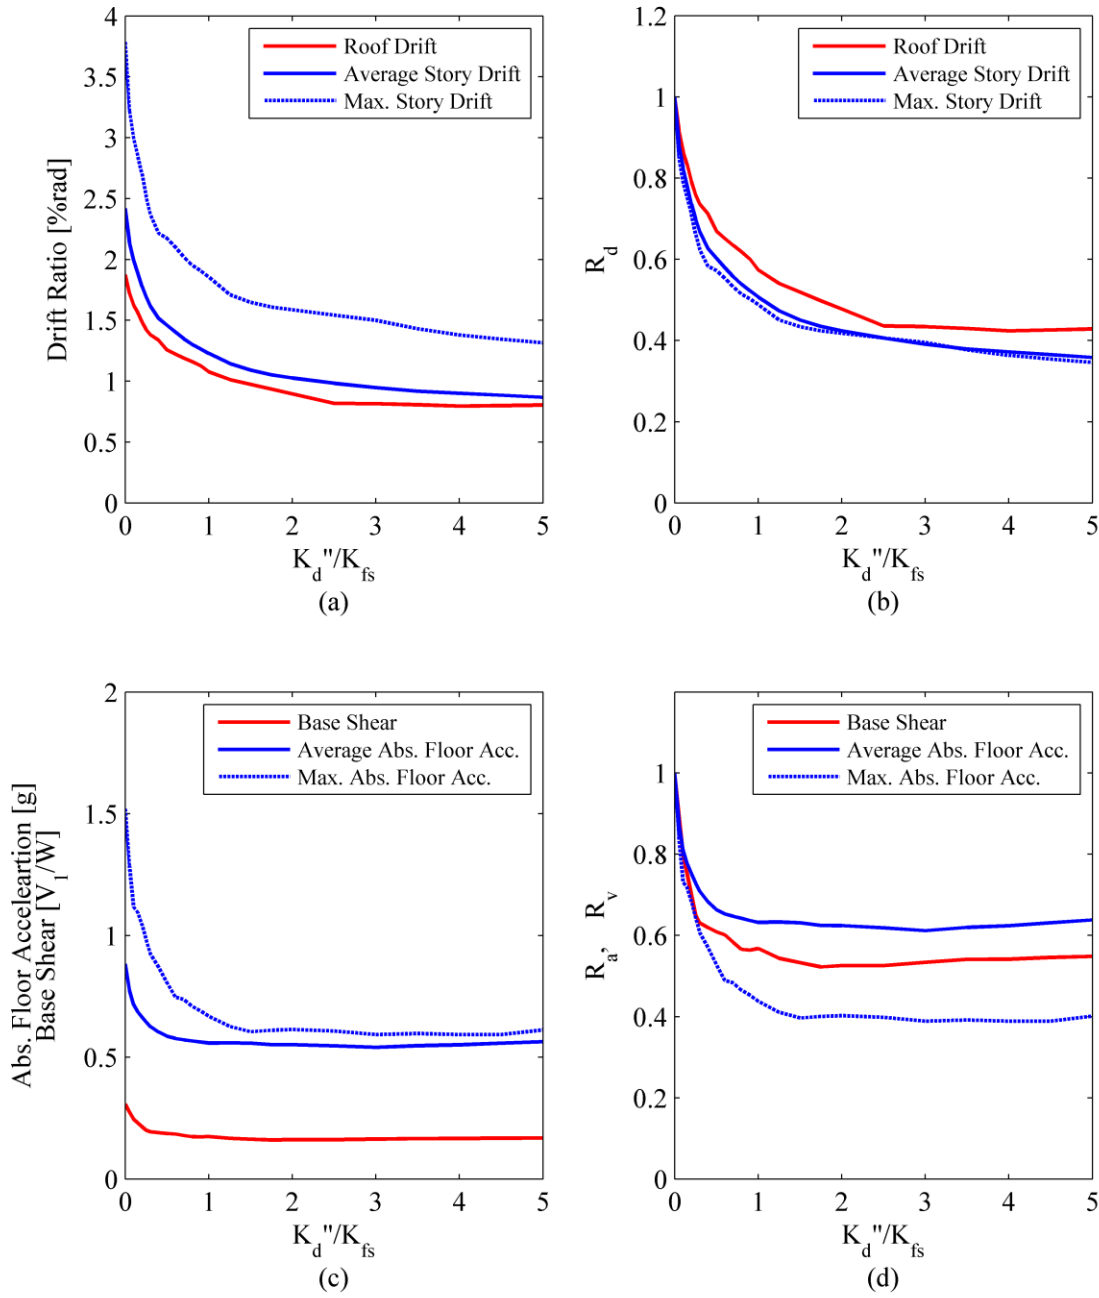 4
3.5
3
2.5
2
1.5
1
0.5
0
Drift Ratio [%rad]
Roof Drift
Average Story Drift
Max. Story Drift
0 1 2 3 4 5
K_d''/K_fs
(a)
1.2
1
0.8
0.6
0.4
0.2
0
R_d
Roof Drift
Average Story Drift
Max. Story Drift
0 1 2 3 4 5
K_d''/K_fs
(b)
2
1.5
1
0.5
0
Abs. Floor Acceleartion [g]
Base Shear [V_1/W]
Base Shear
Average Abs. Floor Acc.
Max. Abs. Floor Acc.
0 1 2 3 4 5
K_d''/K_fs
(c)
1
0.8
0.6
0.4
0.2
0
R_a, R_v
Base Shear
Average Abs. Floor Acc.
Max. Abs. Floor Acc.
0 1 2 3 4 5
K_d''/K_fs
(d)